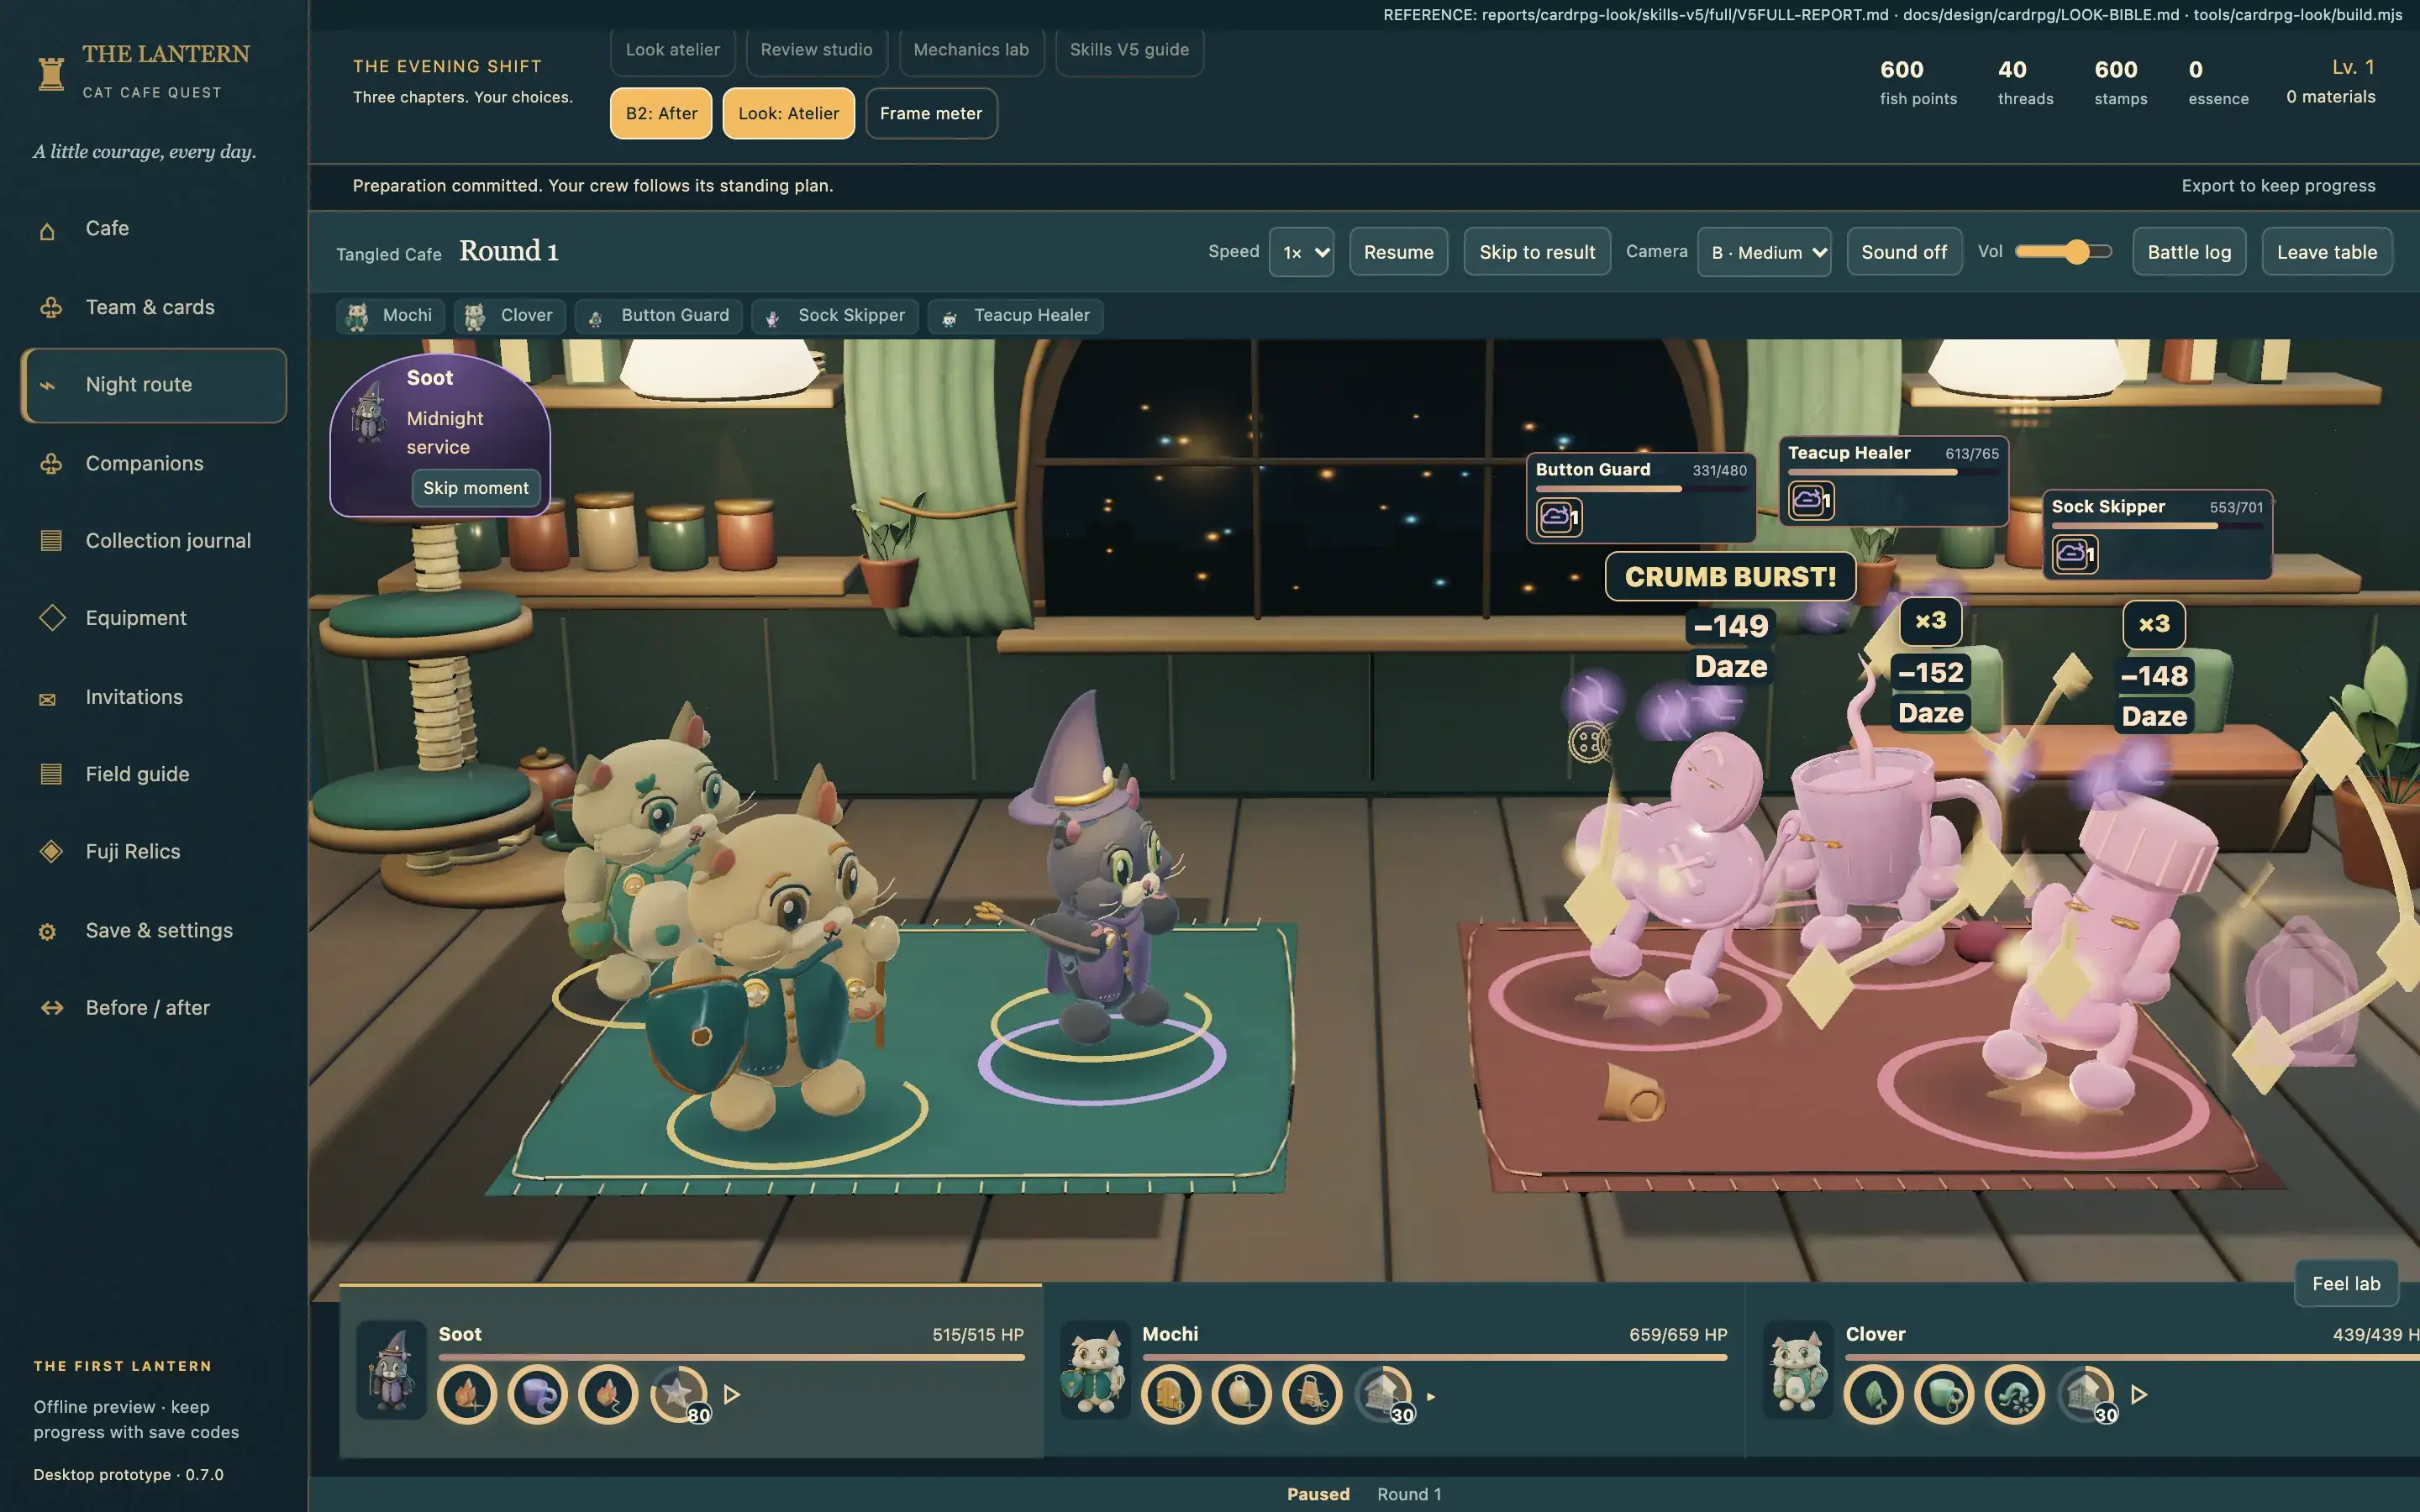 REFERENCE: reports/cardrpg-look/skills-v5/full/V5FULL-REPORT.md · docs/design/cardrpg/LOOK-BIBLE.md · tools/cardrpg-look/build.mjs
THE LANTERN
CAT CAFE QUEST
A little courage, every day.
Cafe
Team & cards
Night route
Companions
Collection journal
Equipment
Invitations
Field guide
Fuji Relics
Save & settings
Before / after
THE FIRST LANTERN
Offline preview · keep
progress with save codes
Desktop prototype · 0.7.0
THE EVENING SHIFT
Three chapters. Your choices.
Look atelier
Review studio
Mechanics lab
Skills V5 guide
B2: After
Look: Atelier
Frame meter
600
fish points
40
threads
600
stamps
0
essence
Lv. 1
0 materials
Preparation committed. Your crew follows its standing plan.
Export to keep progress
Tangled Cafe Round 1
Speed 1× Resume Skip to result Camera B · Medium Sound off Vol Battle log Leave table
Mochi
Clover
Button Guard
Sock Skipper
Teacup Healer
Soot
Midnight
service
Skip moment
Button Guard 331/480
1
Teacup Healer 613/765
1
Sock Skipper 553/701
1
CRUMB BURST!
−149
Daze
×3
−152
Daze
×3
−148
Daze
Feel lab
Soot 515/515 HP
80
Mochi 659/659 HP
30
Clover 439/439 H
30
Paused Round 1